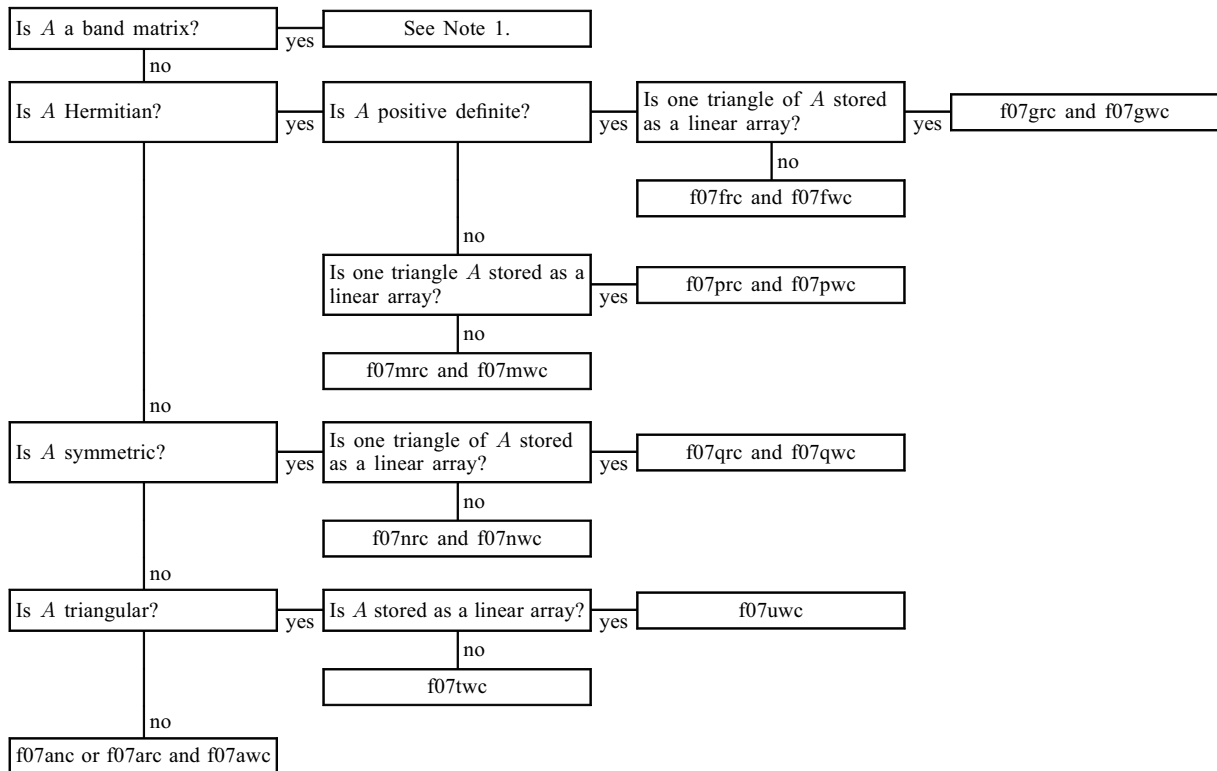 Is A a band matrix?
yes
See Note 1.
no
Is A Hermitian?
yes
Is A positive definite?
yes
Is one triangle of A stored
as a linear array?
yes
f07grc and f07gwc
no
f07frc and f07fwc
no
Is one triangle A stored as a
linear array?
yes
f07prc and f07pwc
no
f07mrc and f07mwc
no
Is A symmetric?
yes
Is one triangle of A stored
as a linear array?
yes
f07qrc and f07qwc
no
f07nrc and f07nwc
no
Is A triangular?
yes
Is A stored as a linear array?
yes
f07uwc
no
f07twc
no
f07anc or f07arc and f07awc